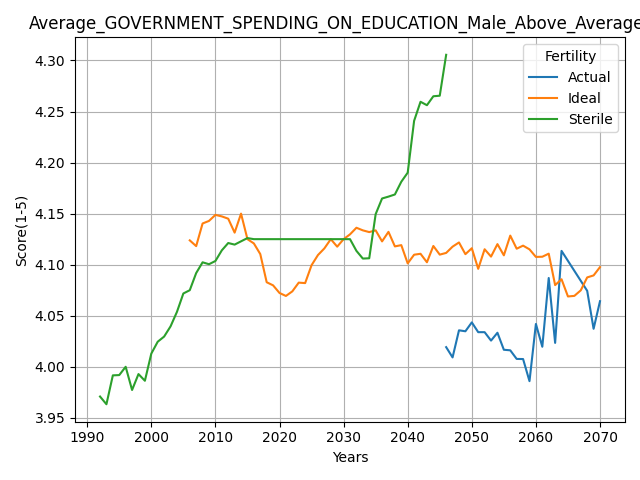 Average_GOVERNMENT_SPENDING_ON_EDUCATION_Male_Above_Average
Fertility
Actual
Ideal
Sterile
Score(1-5)
4.30
4.25
4.20
4.15
4.10
4.05
4.00
3.95
1990 2000 2010 2020 2030 2040 2050 2060 2070
Years